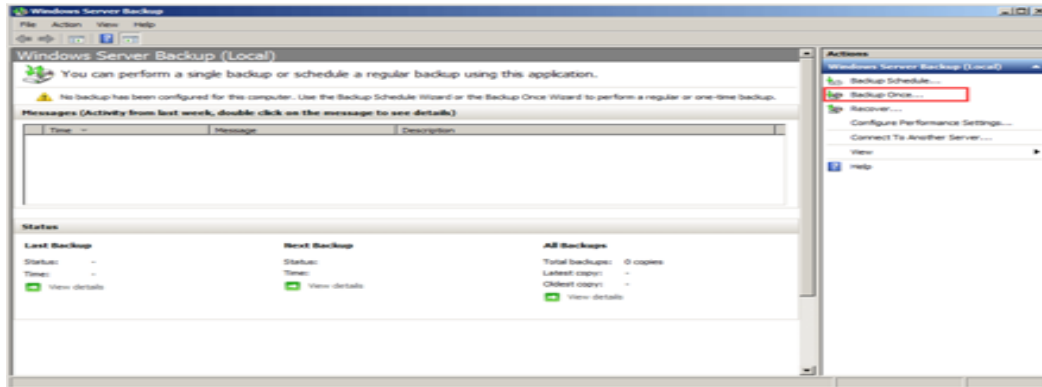 Windows Server Backup
File Action View Help
Windows Server Backup (Local)
You can perform a single backup or schedule a regular backup using this application.
No backup has been configured for this computer. Use the Backup Schedule Wizard or the Backup Once Wizard to perform a regular or one-time backup.
Messages (Activity from last week, double click on the message to see details)
Time Message Description
Status
Last Backup Next Backup All Backups
Status: - Status: Total backups: 0 copies
Time: - Time: Latest copy: -
View details View details Oldest copy: -
View details
Actions
Windows Server Backup (Local)
Backup Schedule...
Backup Once...
Recover...
Configure Performance Settings...
Connect To Another Server...
View
Help